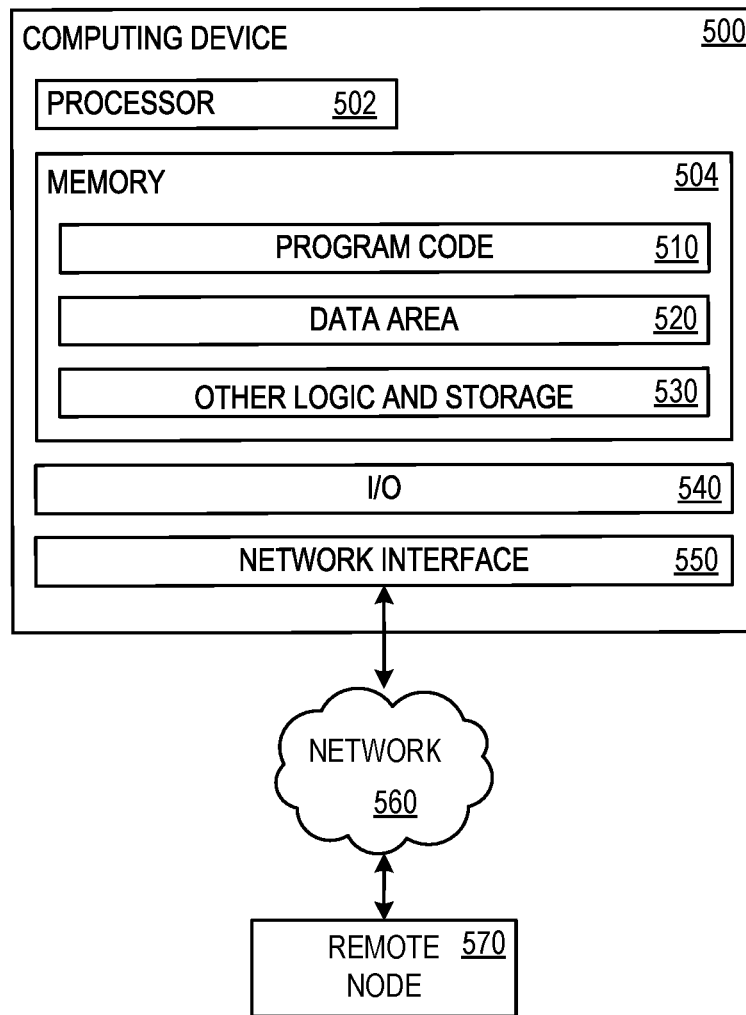 COMPUTING DEVICE 500
PROCESSOR 502
MEMORY 504
PROGRAM CODE 510
DATA AREA 520
OTHER LOGIC AND STORAGE 530
I/O 540
NETWORK INTERFACE 550
NETWORK
560
REMOTE 570
NODE